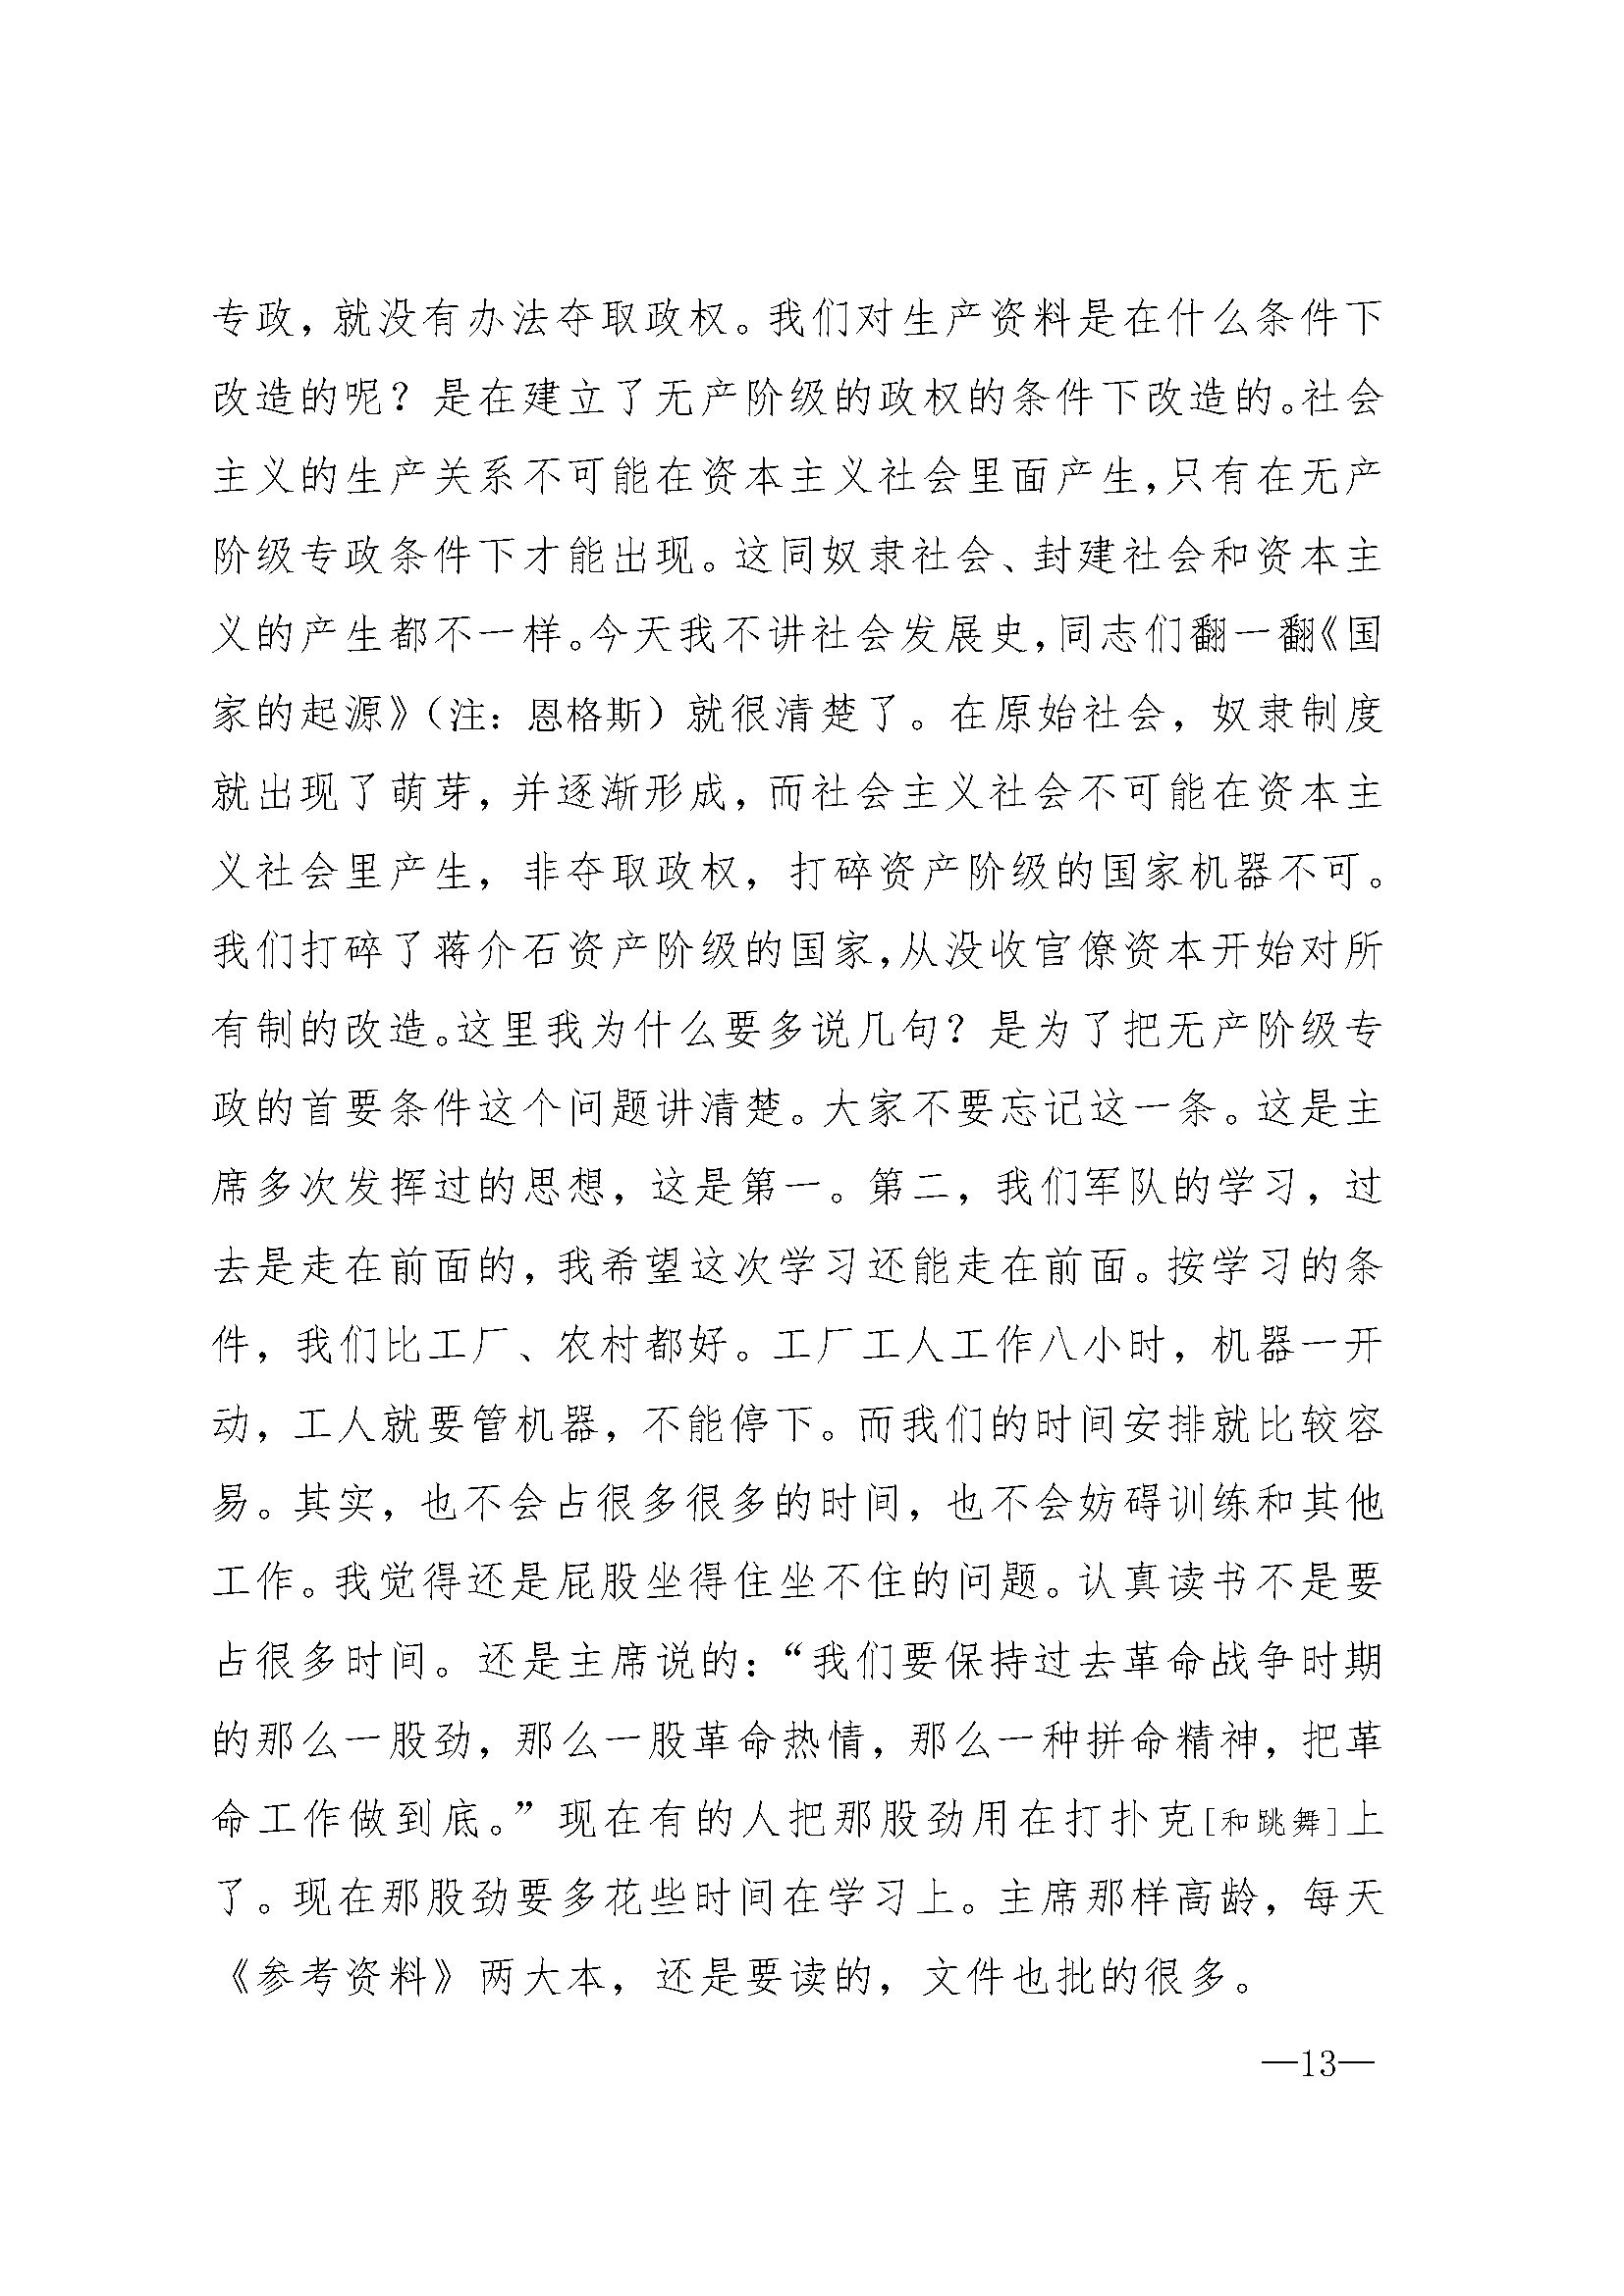 专政，就没有办法夺取政权。我们对生产资料是在什么条件下
改造的呢？是在建立了无产阶级的政权的条件下改造的。社会
主义的生产关系不可能在资本主义社会里面产生，只有在无产
阶级专政条件下才能出现。这同奴隶社会、封建社会和资本主
义的产生都不一样。今天我不讲社会发展史，同志们翻一翻《国
家的起源》（注：恩格斯）就很清楚了。在原始社会，奴隶制度
就出现了萌芽，并逐渐形成，而社会主义社会不可能在资本主
义社会里产生，非夺取政权，打碎资产阶级的国家机器不可。
我们打碎了蒋介石资产阶级的国家，从没收官僚资本开始对所
有制的改造。这里我为什么要多说几句？是为了把无产阶级专
政的首要条件这个问题讲清楚。大家不要忘记这一条。这是主
席多次发挥过的思想，这是第一。第二，我们军队的学习，过
去是走在前面的，我希望这次学习还能走在前面。按学习的条
件，我们比工厂、农村都好。工厂工人工作八小时，机器一开
动，工人就要管机器，不能停下。而我们的时间安排就比较容
易。其实，也不会占很多很多的时间，也不会妨碍训练和其他
工作。我觉得还是屁股坐得住坐不住的问题。认真读书不是要
占很多时间。还是主席说的：“我们要保持过去革命战争时期
的那么一股劲，那么一股革命热情，那么一种拼命精神，把革
命工作做到底。”现在有的人把那股劲用在打扑克[和跳舞]上
了。现在那股劲要多花些时间在学习上。主席那样高龄，每天
《参考资料》两大本，还是要读的，文件也批的很多。
—13—